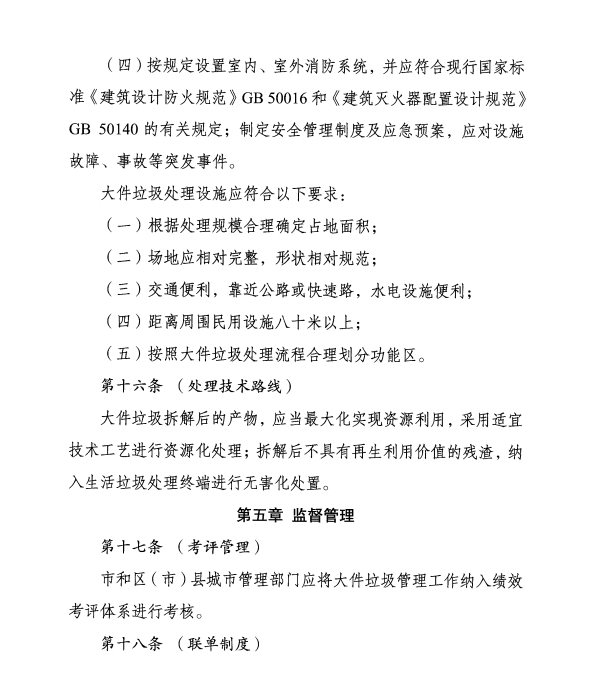 （四）按规定设置室内、室外消防系统，并应符合现行国家标
准《建筑设计防火规范》GB 50016 和《建筑灭火器配置设计规范》
GB 50140 的有关规定；制定安全管理制度及应急预案，应对设施
故障、事故等突发事件。
大件垃圾处理设施应符合以下要求：
（一）根据处理规模合理确定占地面积；
（二）场地应相对完整，形状相对规范；
（三）交通便利，靠近公路或快速路，水电设施便利；
（四）距离周围民用设施八十米以上；
（五）按照大件垃圾处理流程合理划分功能区。
第十六条 （处理技术路线）
大件垃圾拆解后的产物，应当最大化实现资源利用，采用适宜
技术工艺进行资源化处理；拆解后不具有再生利用价值的残渣，纳
入生活垃圾处理终端进行无害化处置。
第五章 监督管理
第十七条 （考评管理）
市和区（市）县城市管理部门应将大件垃圾管理工作纳入绩效
考评体系进行考核。
第十八条 （联单制度）